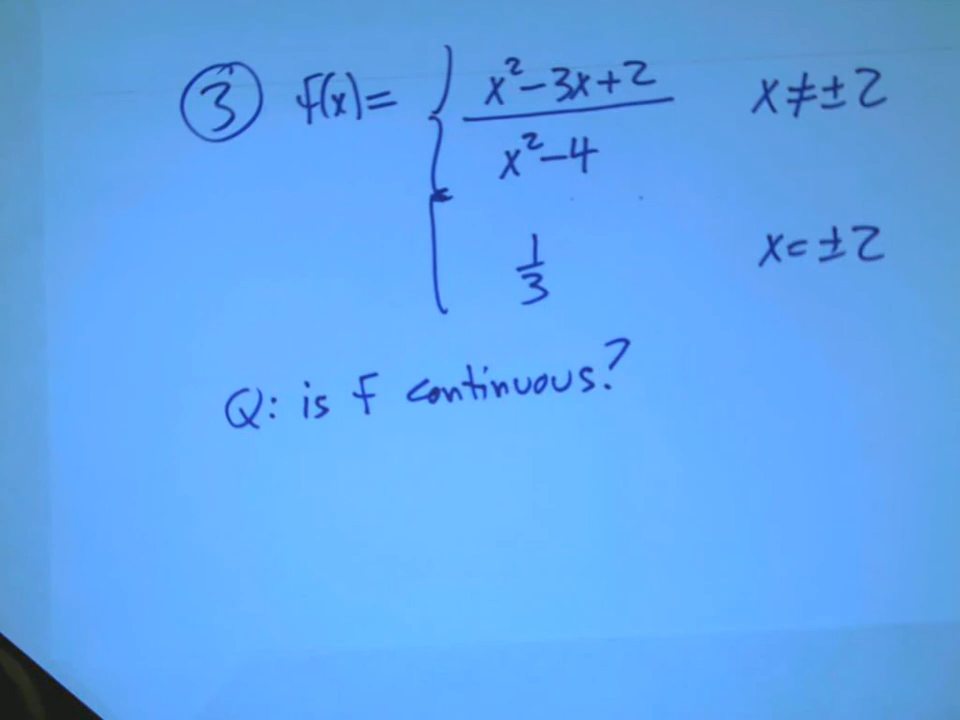 ③ f(x) = { (x² - 3x + 2)/(x² - 4)   x ≠ ±2
1/3   x = ±2
Q: is f continuous?